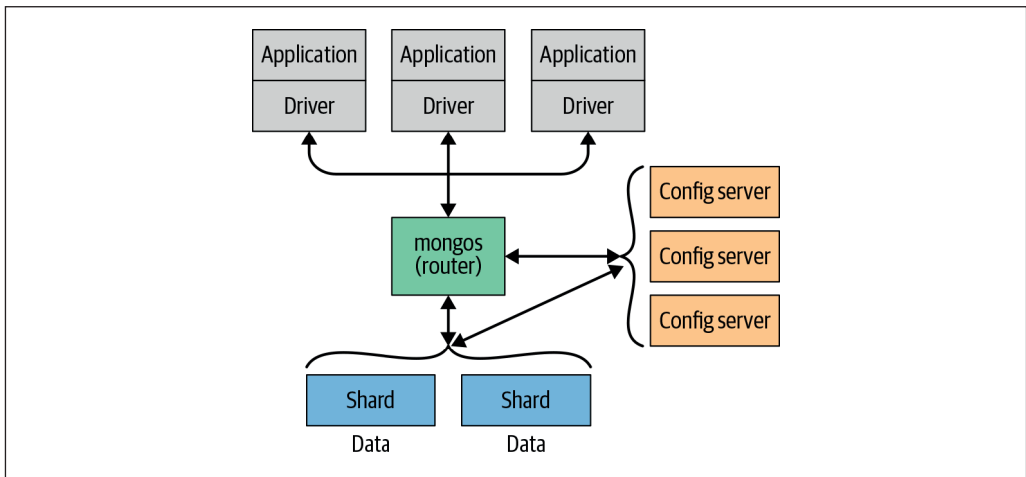 Application
Application
Application
Driver
Driver
Driver
Config server
mongos
(router)
Config server
Config server
Shard
Shard
Data
Data